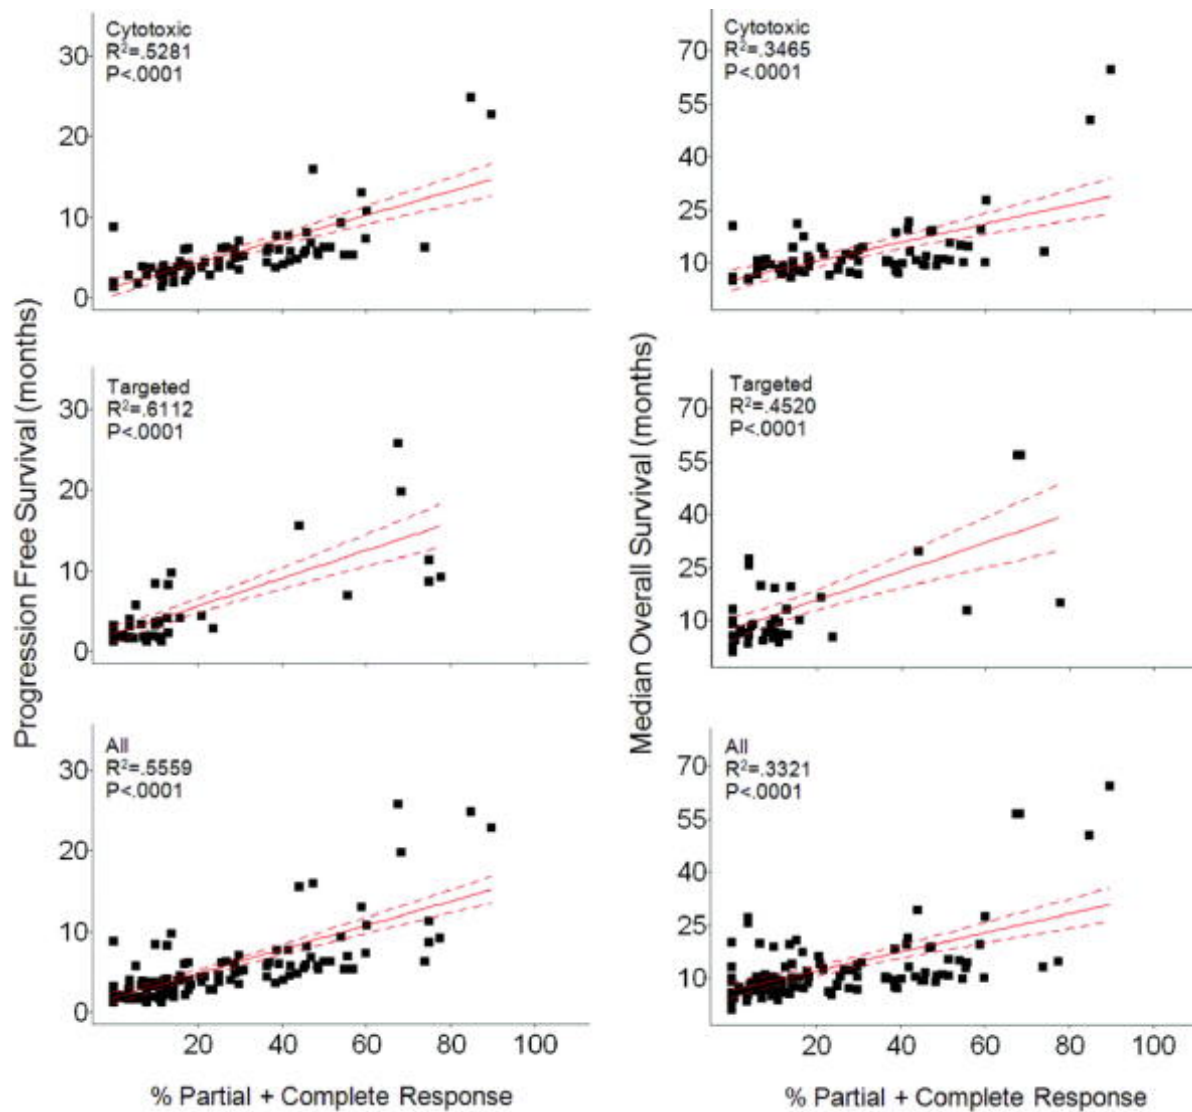 Cytotoxic
R²=.5281
P<.0001
30
20
10
0
Targeted
R²=.6112
P<.0001
30
20
10
0
All
R²=.5559
P<.0001
30
20
10
0
20 40 60 80 100
% Partial + Complete Response
Progression Free Survival (months)
Cytotoxic
R²=.3465
P<.0001
70
55
40
25
10
Targeted
R²=.4520
P<.0001
70
55
40
25
10
All
R²=.3321
P<.0001
70
55
40
25
10
20 40 60 80 100
% Partial + Complete Response
Median Overall Survival (months)